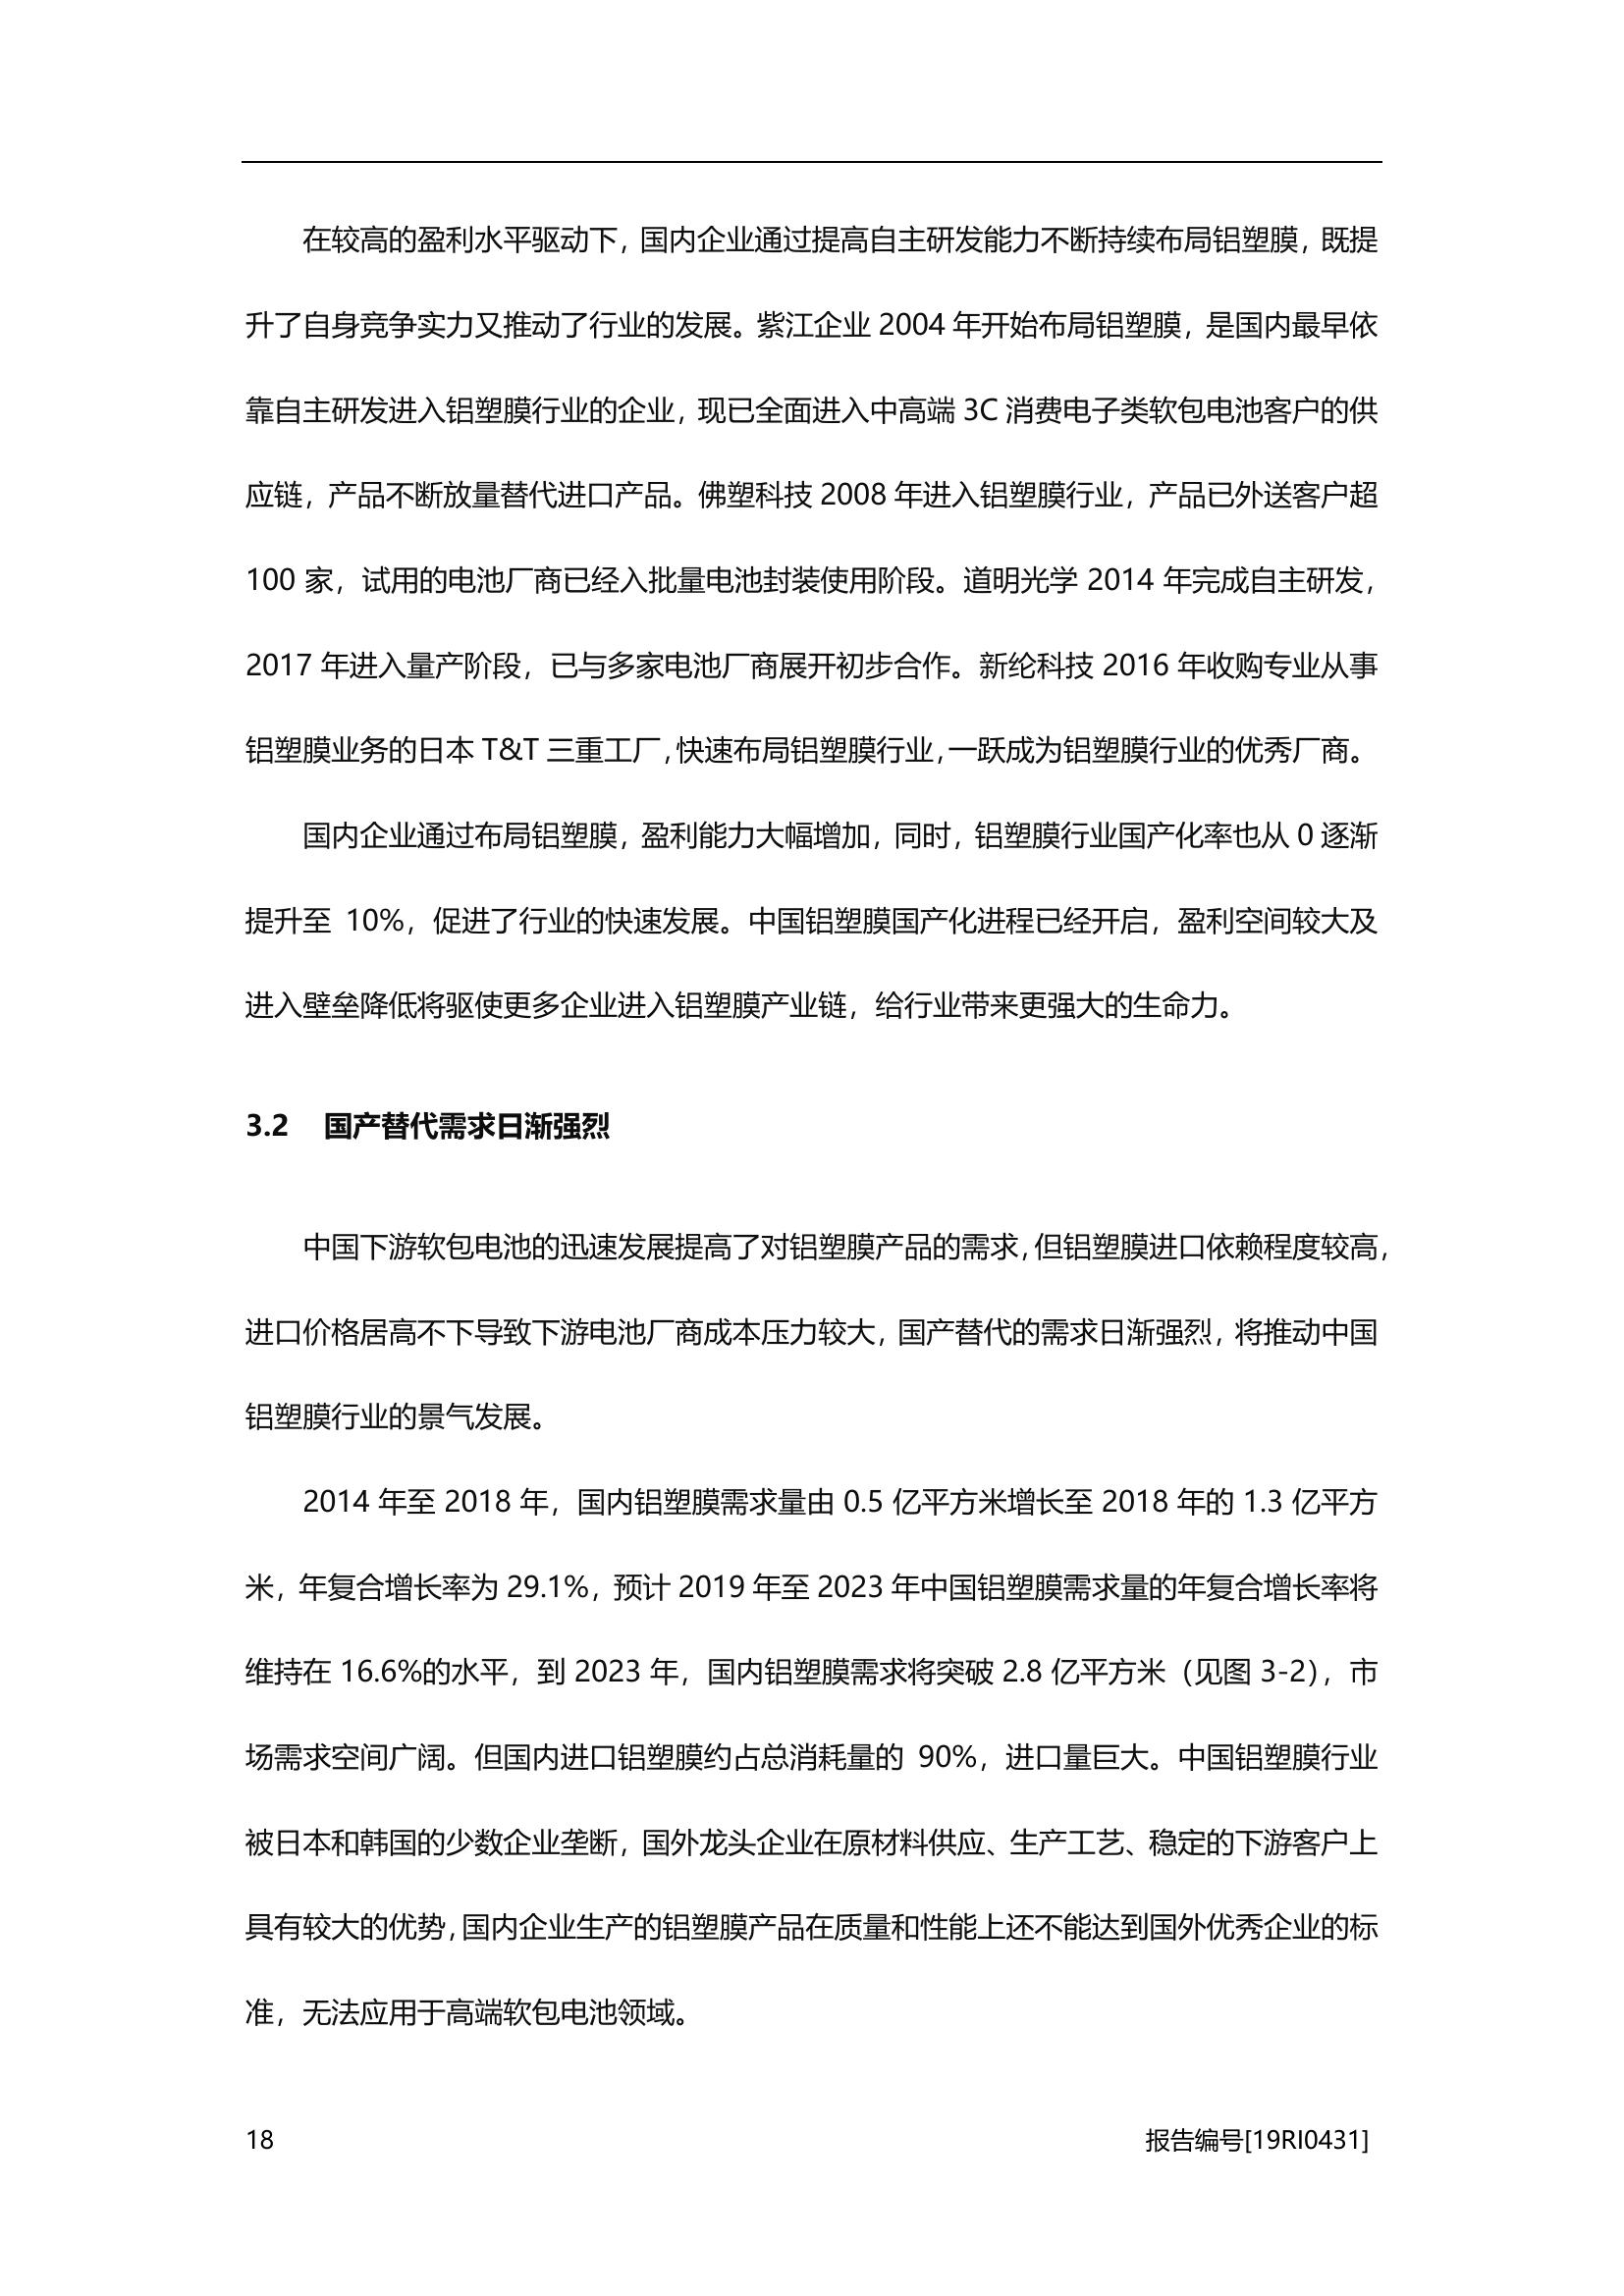 在较高的盈利水平驱动下，国内企业通过提高自主研发能力不断持续布局铝塑膜，既提
升了自身竞争实力又推动了行业的发展。紫江企业 2004 年开始布局铝塑膜，是国内最早依
靠自主研发进入铝塑膜行业的企业，现已全面进入中高端 3C 消费电子类软包电池客户的供
应链，产品不断放量替代进口产品。佛塑科技 2008 年进入铝塑膜行业，产品已外送客户超
100 家，试用的电池厂商已经入批量电池封装使用阶段。道明光学 2014 年完成自主研发，
2017 年进入量产阶段，已与多家电池厂商展开初步合作。新纶科技 2016 年收购专业从事
铝塑膜业务的日本 T&T 三重工厂，快速布局铝塑膜行业，一跃成为铝塑膜行业的优秀厂商。
国内企业通过布局铝塑膜，盈利能力大幅增加，同时，铝塑膜行业国产化率也从 0 逐渐
提升至 10%，促进了行业的快速发展。中国铝塑膜国产化进程已经开启，盈利空间较大及
进入壁垒降低将驱使更多企业进入铝塑膜产业链，给行业带来更强大的生命力。
3.2 国产替代需求日渐强烈
中国下游软包电池的迅速发展提高了对铝塑膜产品的需求，但铝塑膜进口依赖程度较高，
进口价格居高不下导致下游电池厂商成本压力较大，国产替代的需求日渐强烈，将推动中国
铝塑膜行业的景气发展。
2014 年至 2018 年，国内铝塑膜需求量由 0.5 亿平方米增长至 2018 年的 1.3 亿平方
米，年复合增长率为 29.1%，预计 2019 年至 2023 年中国铝塑膜需求量的年复合增长率将
维持在 16.6%的水平，到 2023 年，国内铝塑膜需求将突破 2.8 亿平方米（见图 3-2），市
场需求空间广阔。但国内进口铝塑膜约占总消耗量的 90%，进口量巨大。中国铝塑膜行业
被日本和韩国的少数企业垄断，国外龙头企业在原材料供应、生产工艺、稳定的下游客户上
具有较大的优势，国内企业生产的铝塑膜产品在质量和性能上还不能达到国外优秀企业的标
准，无法应用于高端软包电池领域。
18 报告编号[19RI0431]